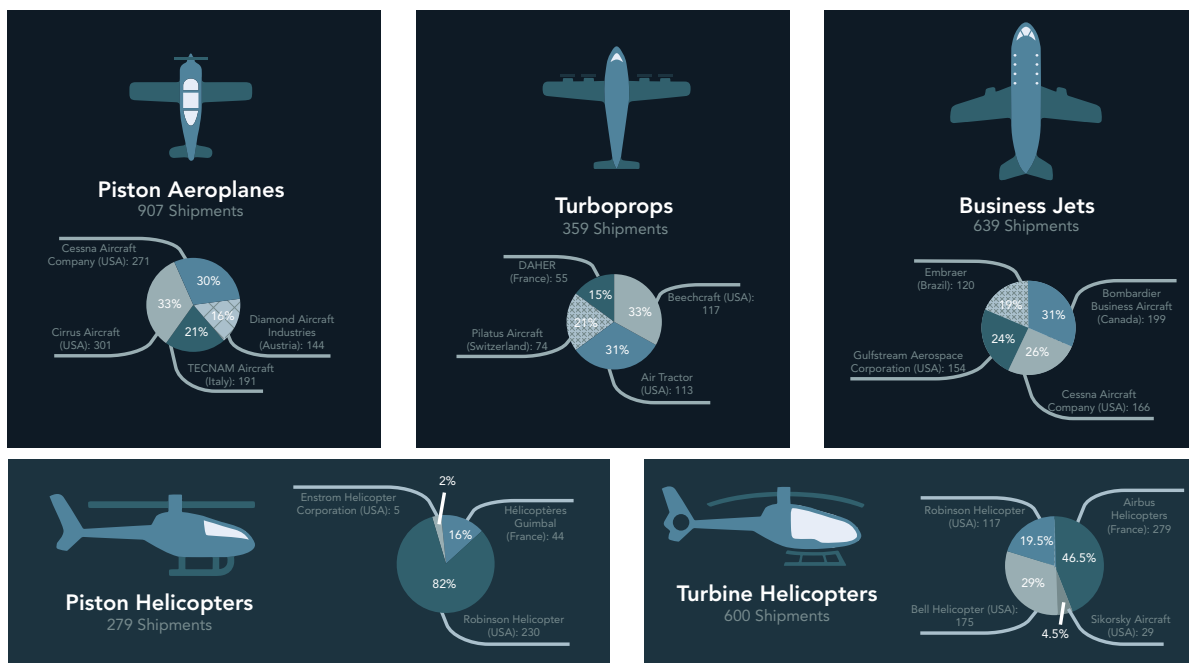 Piston Aeroplanes
907 Shipments
Cessna Aircraft
Company (USA): 271
30%
33%
16%
21%
Cirrus Aircraft
(USA): 301
Diamond Aircraft
Industries
(Austria): 144
TECNAM Aircraft
(Italy): 191
Turboprops
359 Shipments
DAHER
(France): 55
15%
33%
21%
31%
Beechcraft (USA):
117
Pilatus Aircraft
(Switzerland): 74
Air Tractor
(USA): 113
Business Jets
639 Shipments
Embraer
(Brazil): 120
19%
31%
24%
26%
Bombardier
Business Aircraft
(Canada): 199
Gulfstream Aerospace
Corporation (USA): 154
Cessna Aircraft
Company (USA): 166
Piston Helicopters
279 Shipments
Enstrom Helicopter
Corporation (USA): 5
2%
Hélicoptères
Guimbal
(France): 44
16%
82%
Robinson Helicopter
(USA): 230
Turbine Helicopters
600 Shipments
Robinson Helicopter
(USA): 117
Airbus
Helicopters
(France): 279
19.5%
46.5%
29%
4.5%
Bell Helicopter (USA):
175
Sikorsky Aircraft
(USA): 29